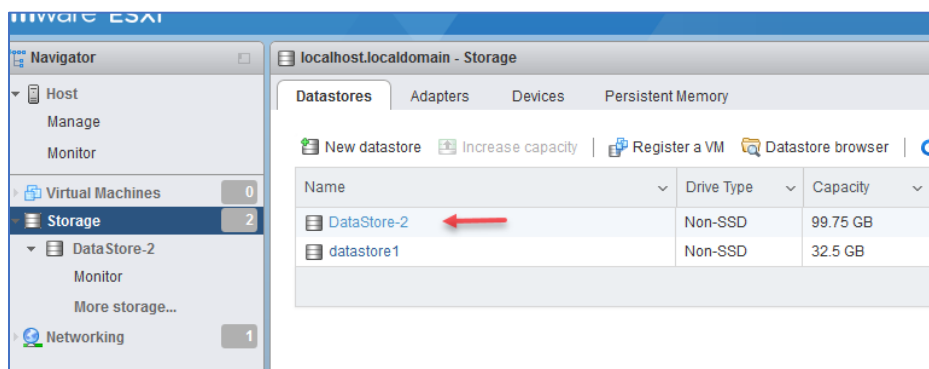 mware ESXi
Navigator
Host
Manage
Monitor
Virtual Machines 0
Storage 2
DataStore-2
Monitor
More storage...
Networking 1
localhost.localdomain - Storage
Datastores Adapters Devices Persistent Memory
New datastore Increase capacity Register a VM Datastore browser
Name Drive Type Capacity
DataStore-2 Non-SSD 99.75 GB
datastore1 Non-SSD 32.5 GB